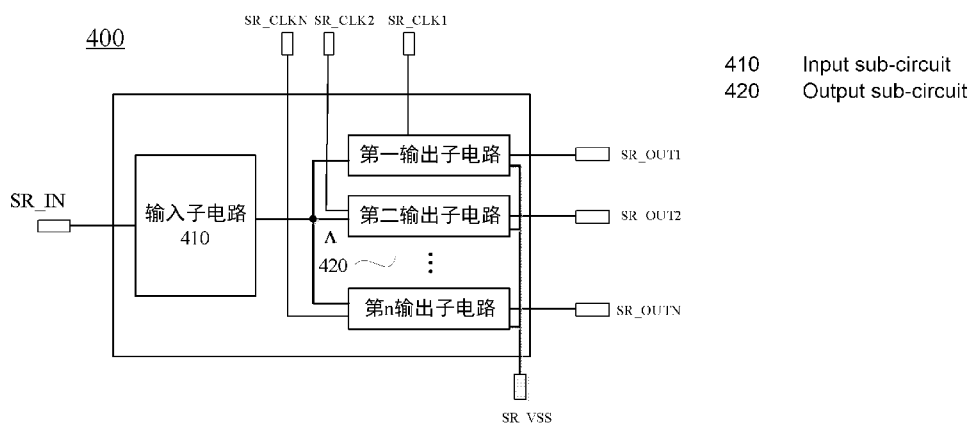 SR_CLKN
SR_CLK2
SR_CLK1
400
410 Input sub-circuit
420 Output sub-circuit
第一输出子电路
SR_OUT1
SR_IN
输入子电路
410
第二输出子电路
SR_OUT2
Λ
420
⋮
第n输出子电路
SR_OUTN
SR_VSS